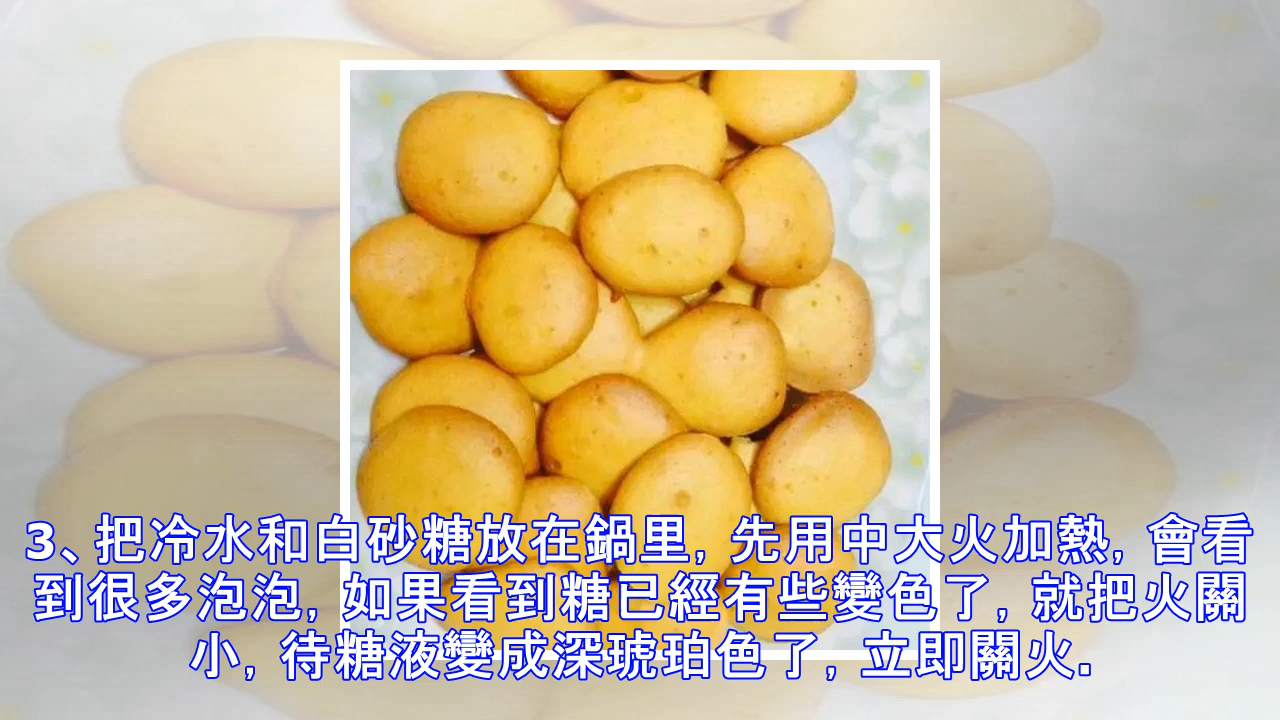 3、把冷水和白砂糖放在鍋里, 先用中大火加熱, 會看
到很多泡泡, 如果看到糖已經有些變色了, 就把火關
小, 待糖液變成深琥珀色了, 立即關火.